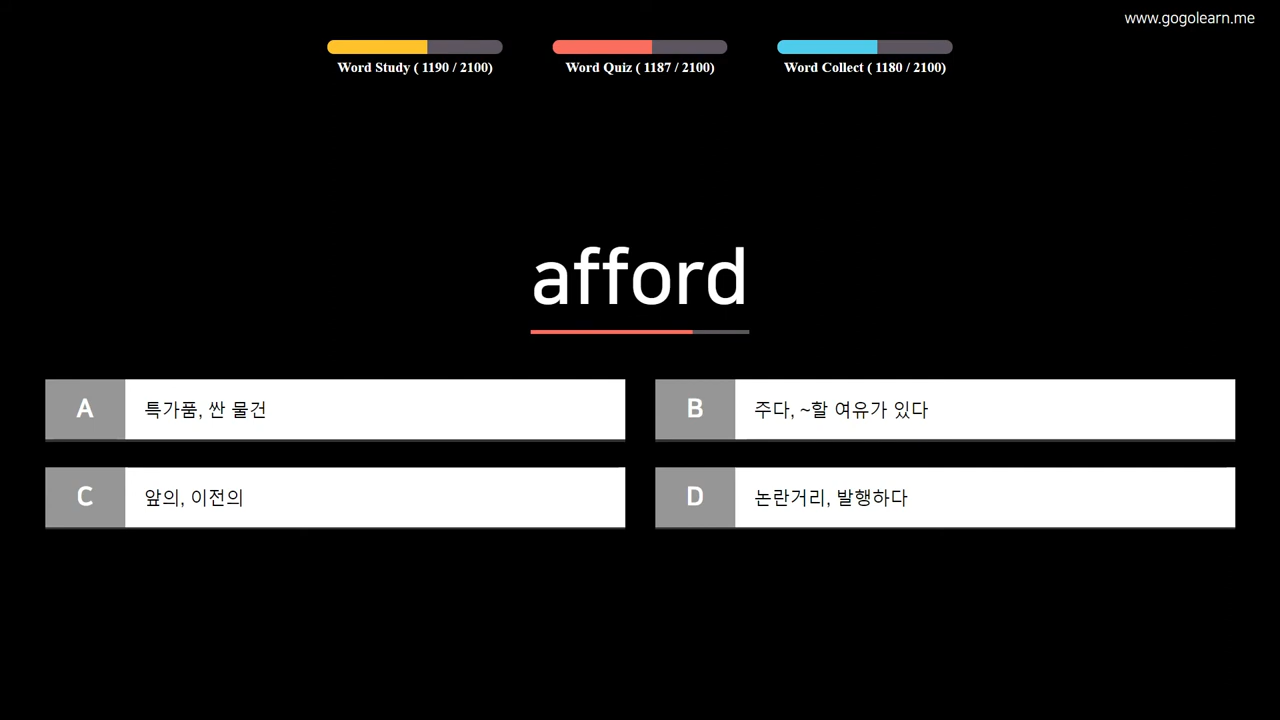 www.gogolearn.me
Word Study ( 1190 / 2100)
Word Quiz ( 1187 / 2100)
Word Collect ( 1180 / 2100)
afford
A 특가품, 싼 물건
B 주다, ~할 여유가 있다
C 앞의, 이전의
D 논란거리, 발행하다